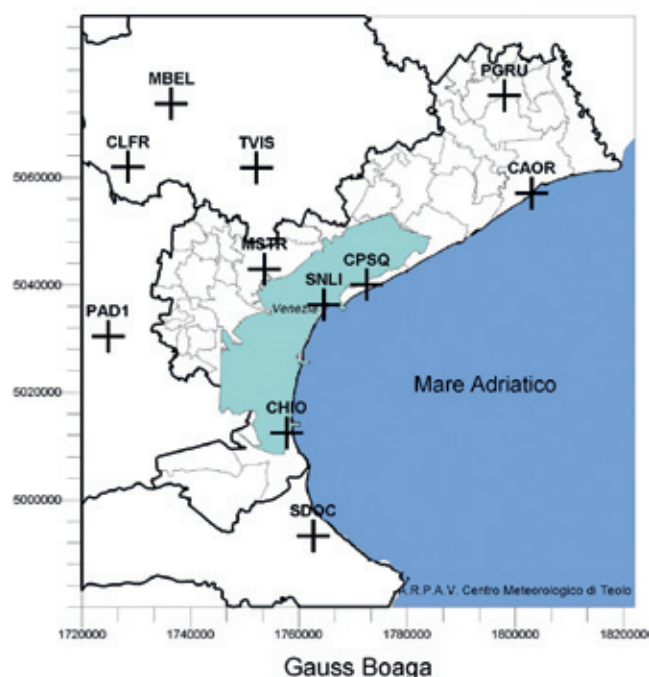 MBEL
PGRU
CLFR
TVIS
5060000
CAOR
MSTR
CPSQ
5040000
SNLI
Venezia
PAD1
Mare Adriatico
5020000
CHIO
5000000
SDOC
A.R.P.A.V. Centro Meteorologico di Teolo
1720000 1740000 1760000 1780000 1800000 1820000
Gauss Boaga